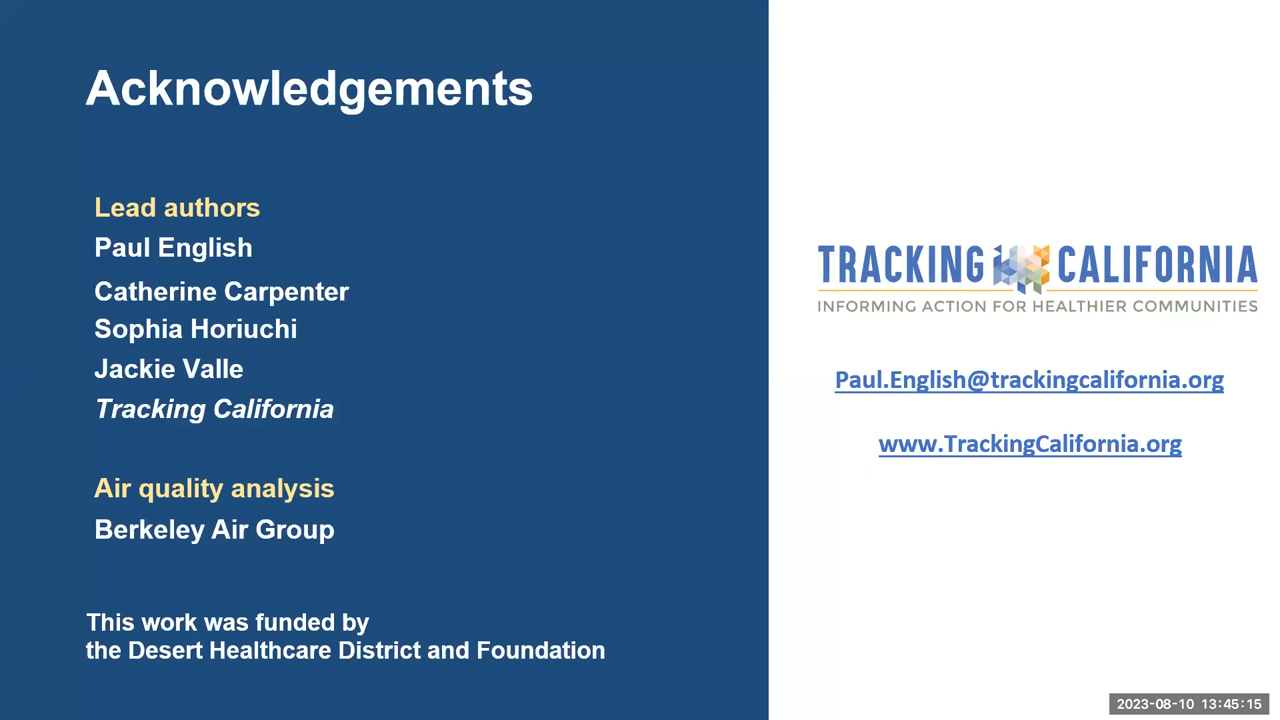 Acknowledgements
Lead authors
Paul English
Catherine Carpenter
Sophia Horiuchi
Jackie Valle
Tracking California
Air quality analysis
Berkeley Air Group
This work was funded by
the Desert Healthcare District and Foundation
TRACKING CALIFORNIA
INFORMING ACTION FOR HEALTHIER COMMUNITIES
Paul.English@trackingcalifornia.org
www.TrackingCalifornia.org
2023-08-10 13:45:15